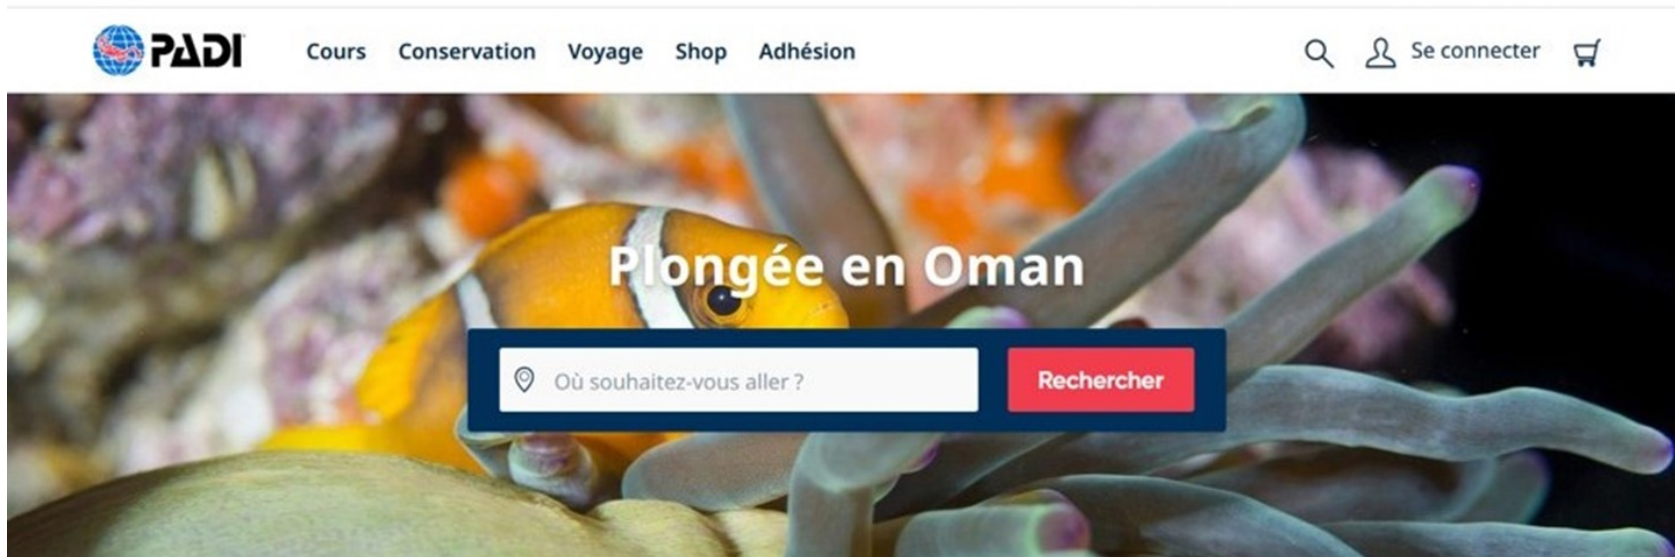 PADI Cours Conservation Voyage Shop Adhésion Se connecter
Plongée en Oman
Où souhaitez-vous aller ? Rechercher